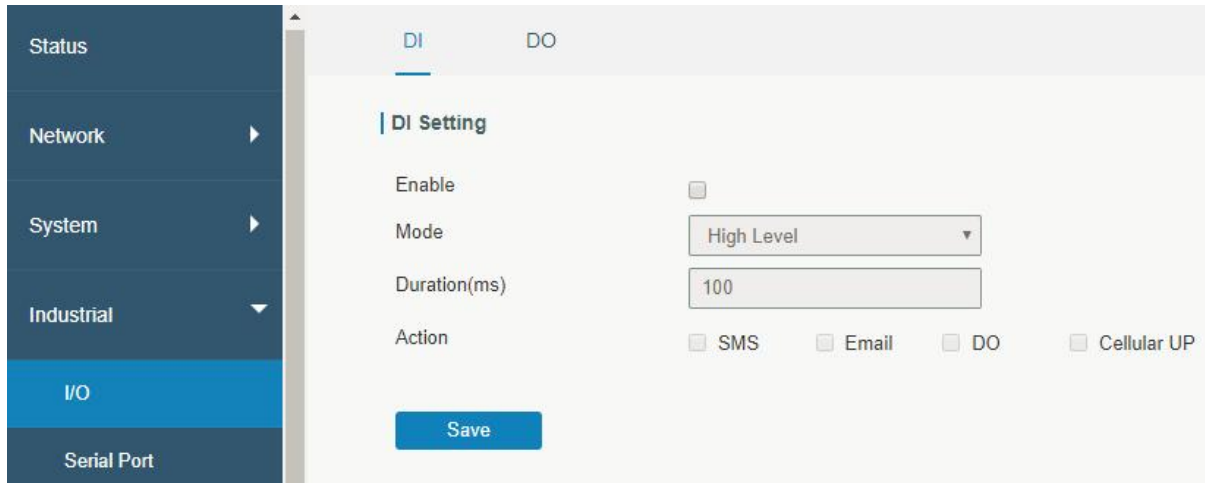 Status
Network
System
Industrial
I/O
Serial Port
DI DO
DI Setting
Enable
Mode High Level
Duration(ms) 100
Action SMS Email DO Cellular UP
Save